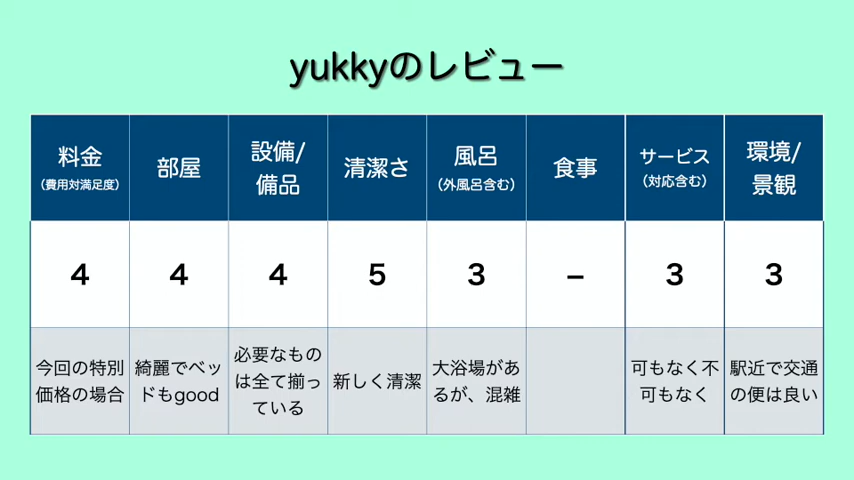 yukkyのレビュー
料金
(費用対満足度)
部屋
設備/
備品
清潔さ
風呂
(外風呂含む)
食事
サービス
(対応含む)
環境/
景観
4
4
4
5
3
–
3
3
今回の特別
価格の場合
綺麗でベッ
ドもgood
必要なもの
は全て揃っ
ている
新しく清潔
大浴場があ
るが、混雑
可もなく不
可もなく
駅近で交通
の便は良い